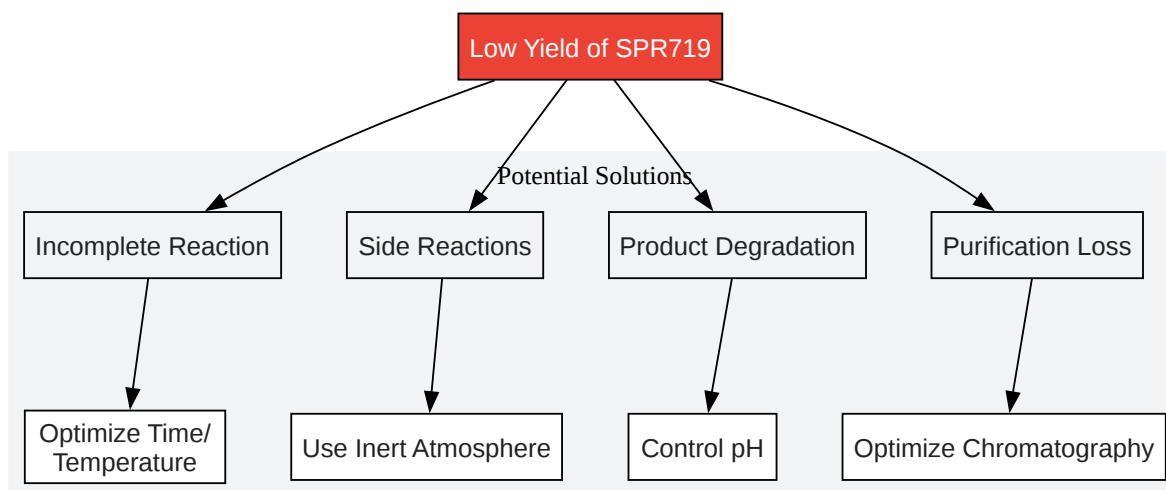 Low Yield of SPR719
Potential Solutions
Incomplete Reaction
Side Reactions
Product Degradation
Purification Loss
Optimize Time/
Temperature
Use Inert Atmosphere
Control pH
Optimize Chromatography